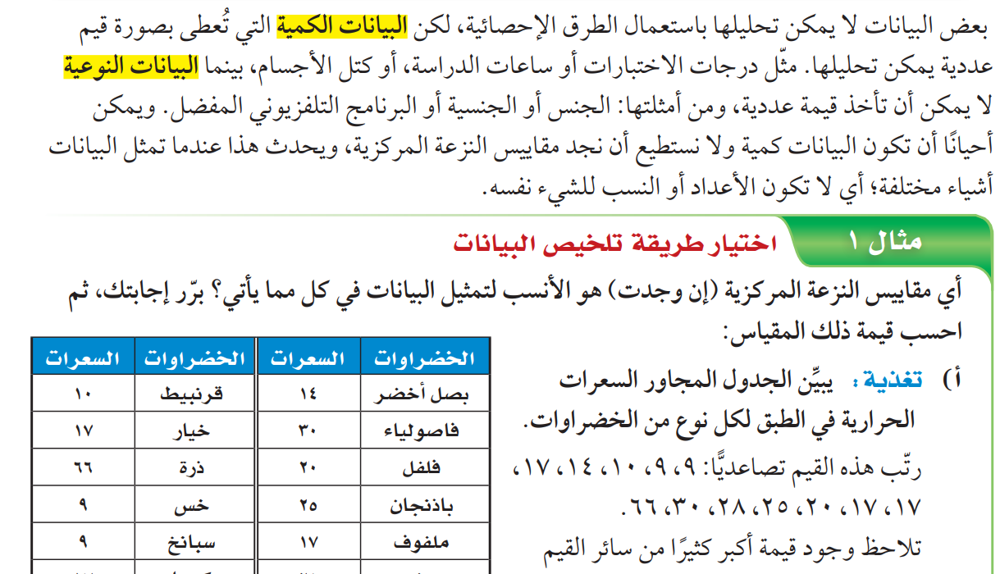 بعض البيانات لا يمكن تحليلها باستعمال الطرق الإحصائية، لكن البيانات الكمية التي تُعطى بصورة قيم
عددية يمكن تحليلها. مثّل درجات الاختبارات أو ساعات الدراسة، أو كتل الأجسام، بينما البيانات النوعية
لا يمكن أن تأخذ قيمة عددية، ومن أمثلتها: الجنس أو الجنسية أو البرنامج التلفزيوني المفضل. ويمكن
أحيانًا أن تكون البيانات كمية ولا نستطيع أن نجد مقاييس النزعة المركزية، ويحدث هذا عندما تمثل البيانات
أشياء مختلفة؛ أي لا تكون الأعداد أو النسب للشيء نفسه.
مثال ١ اختيار طريقة تلخيص البيانات
أي مقاييس النزعة المركزية (إن وجدت) هو الأنسب لتمثيل البيانات في كل مما يأتي؟ برّر إجابتك، ثم
احسب قيمة ذلك المقياس:
أ) تغذية: يبيِّن الجدول المجاور السعرات
الحرارية في الطبق لكل نوع من الخضراوات.
رتّب هذه القيم تصاعديًّا: ٩، ٩، ١٠، ١٤، ١٧،
١٧، ١٧، ٢٠، ٢٥، ٢٨، ٣٠، ٦٦.
تلاحظ وجود قيمة أكبر كثيرًا من سائر القيم
الخضراوات السعرات الخضراوات السعرات
بصل أخضر ١٤ قرنبيط ١٠
فاصولياء ٣٠ خيار ١٧
فلفل ٢٠ ذرة ٦٦
باذنجان ٢٥ خس ٩
ملفوف ١٧ سبانخ ٩